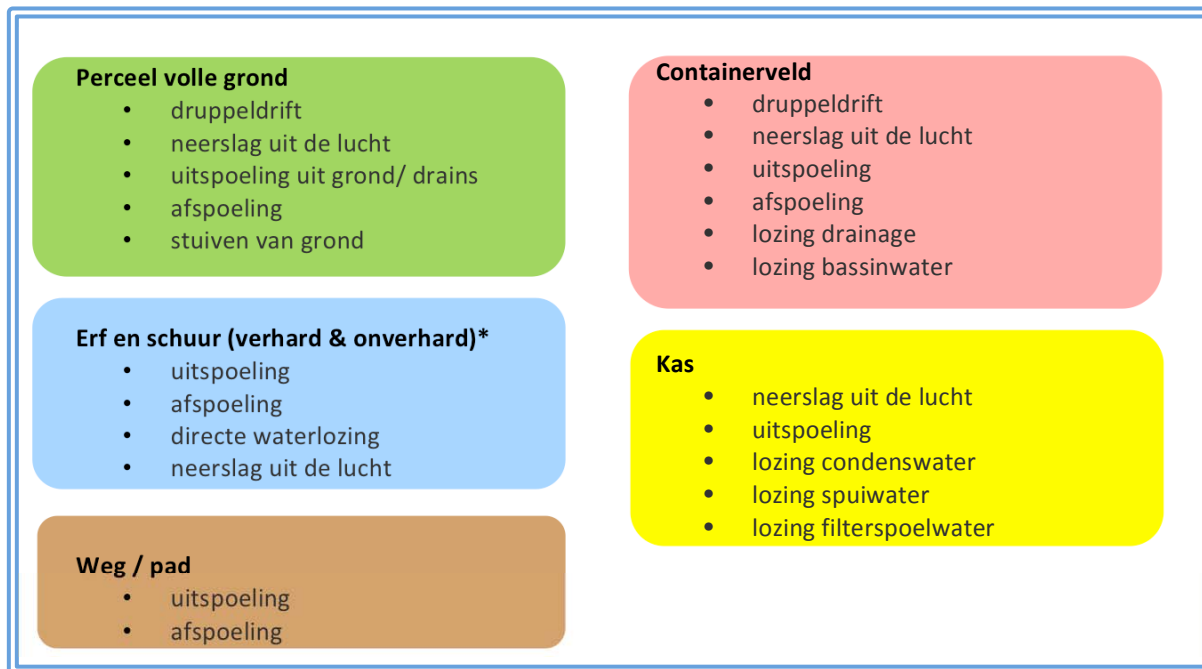 Perceel volle grond
• druppeldrift
• neerslag uit de lucht
• uitspoeling uit grond/ drains
• afspoeling
• stuiven van grond
Erf en schuur (verhard & onverhard)*
• uitspoeling
• afspoeling
• directe waterlozing
• neerslag uit de lucht
Weg / pad
• uitspoeling
• afspoeling
Containerveld
• druppeldrift
• neerslag uit de lucht
• uitspoeling
• afspoeling
• lozing drainage
• lozing bassinwater
Kas
• neerslag uit de lucht
• uitspoeling
• lozing condenswater
• lozing spuiwater
• lozing filterspoelwater